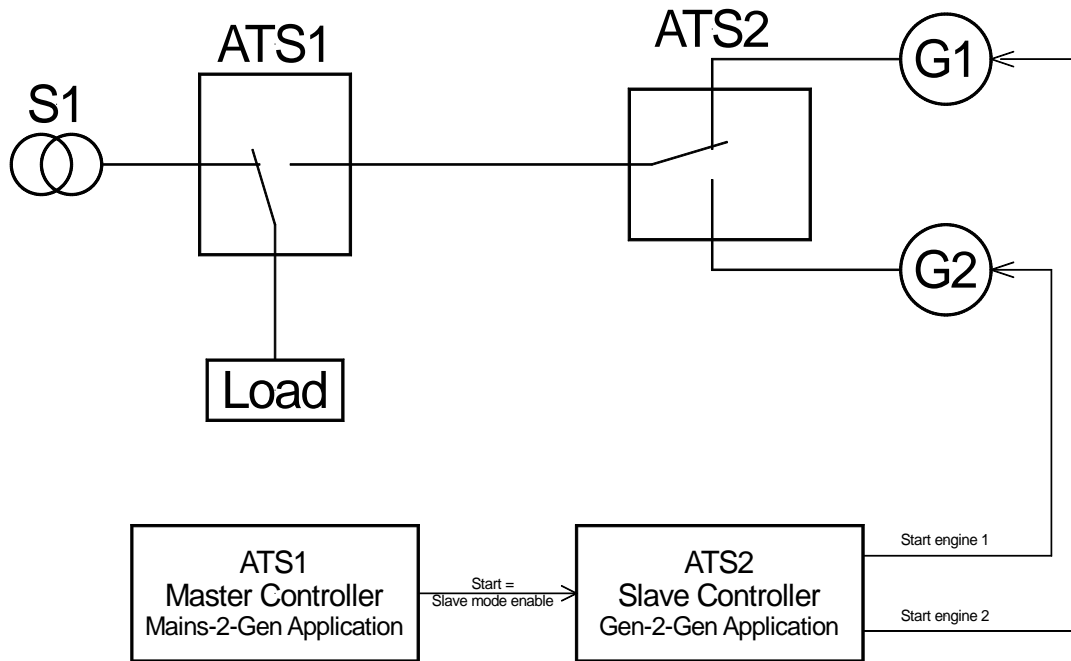 ATS1
ATS2
G1
S1
G2
Load
ATS1
Master Controller
Mains-2-Gen Application
Start =
Slave mode enable
ATS2
Slave Controller
Gen-2-Gen Application
Start engine 1
Start engine 2